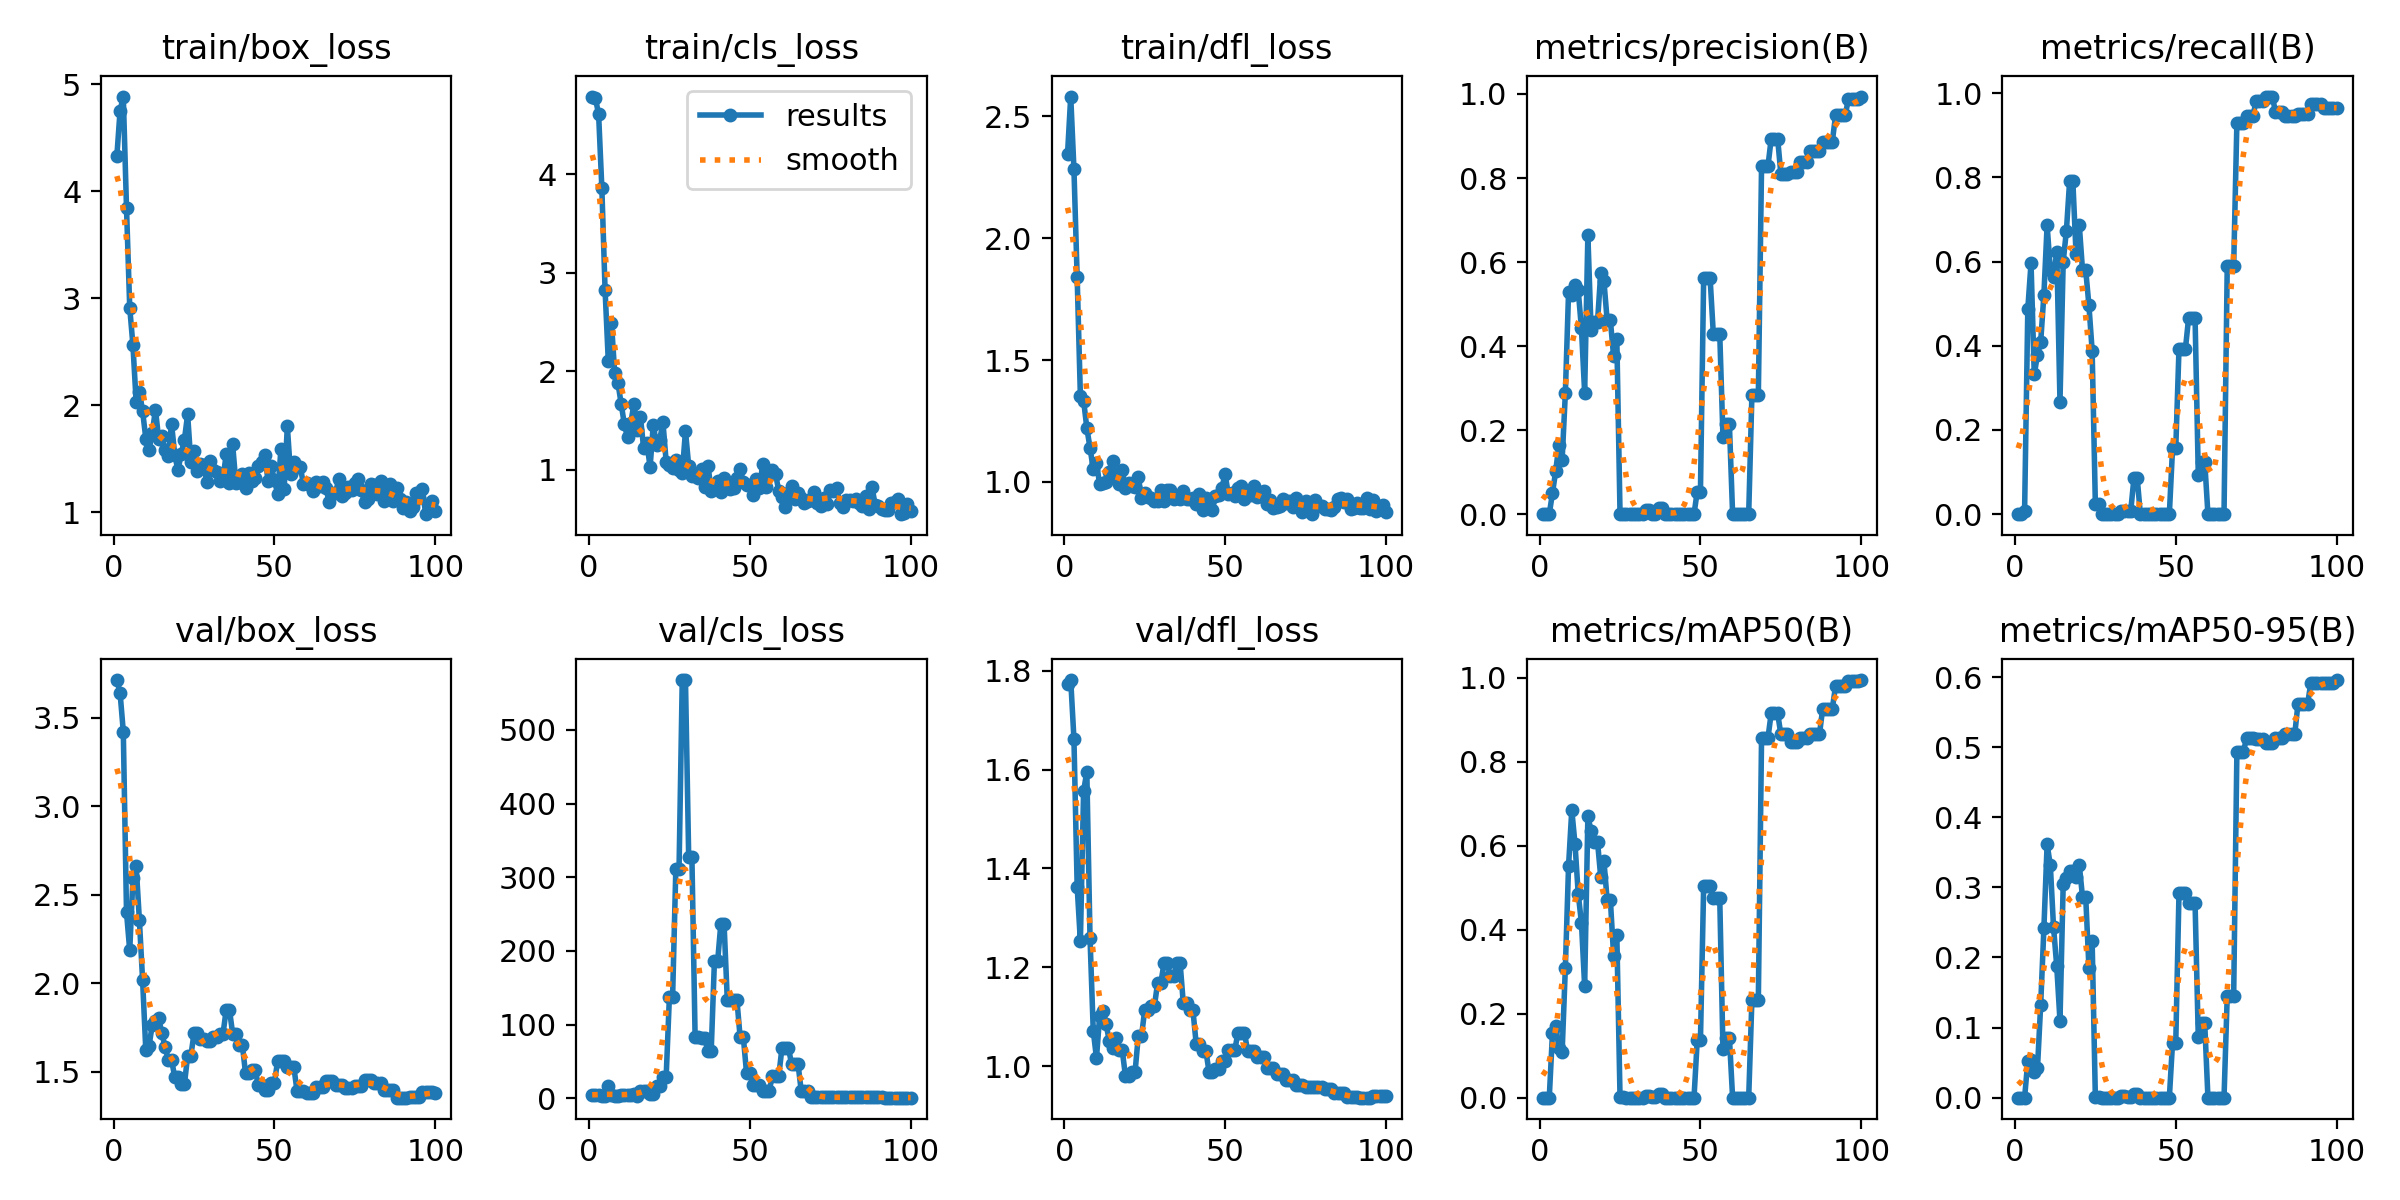 train/box_loss
train/cls_loss
train/dfl_loss
metrics/precision(B)
metrics/recall(B)
5
4
3
2
1
0 50 100
results
smooth
4
3
2
1
0 50 100
2.5
2.0
1.5
1.0
0 50 100
1.0
0.8
0.6
0.4
0.2
0.0
0 50 100
1.0
0.8
0.6
0.4
0.2
0.0
0 50 100
val/box_loss
val/cls_loss
val/dfl_loss
metrics/mAP50(B)
metrics/mAP50-95(B)
3.5
3.0
2.5
2.0
1.5
0 50 100
500
400
300
200
100
0
0 50 100
1.8
1.6
1.4
1.2
1.0
0 50 100
1.0
0.8
0.6
0.4
0.2
0.0
0 50 100
0.6
0.5
0.4
0.3
0.2
0.1
0.0
0 50 100